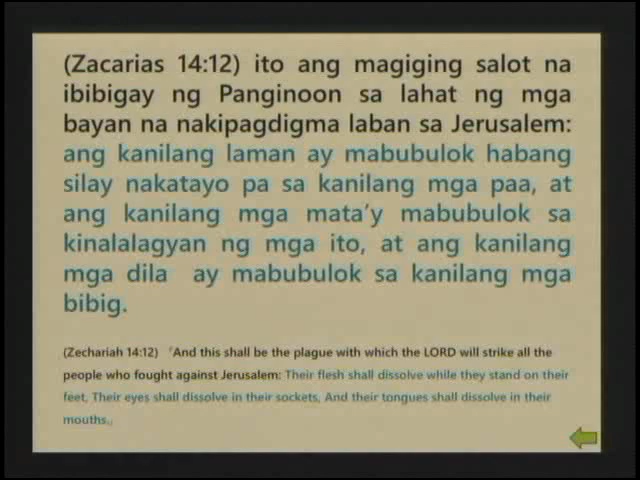 (Zacarias 14:12) ito ang magiging salot na
ibibigay ng Panginoon sa lahat ng mga
bayan na nakipagdigma laban sa Jerusalem:
ang kanilang laman ay mabubulok habang
silay nakatayo pa sa kanilang mga paa, at
ang kanilang mga mata'y mabubulok sa
kinalalagyan ng mga ito, at ang kanilang
mga dila ay mabubulok sa kanilang mga
bibig.
(Zechariah 14:12) 「And this shall be the plague with which the LORD will strike all the
people who fought against Jerusalem: Their flesh shall dissolve while they stand on their
feet, Their eyes shall dissolve in their sockets, And their tongues shall dissolve in their
mouths.」